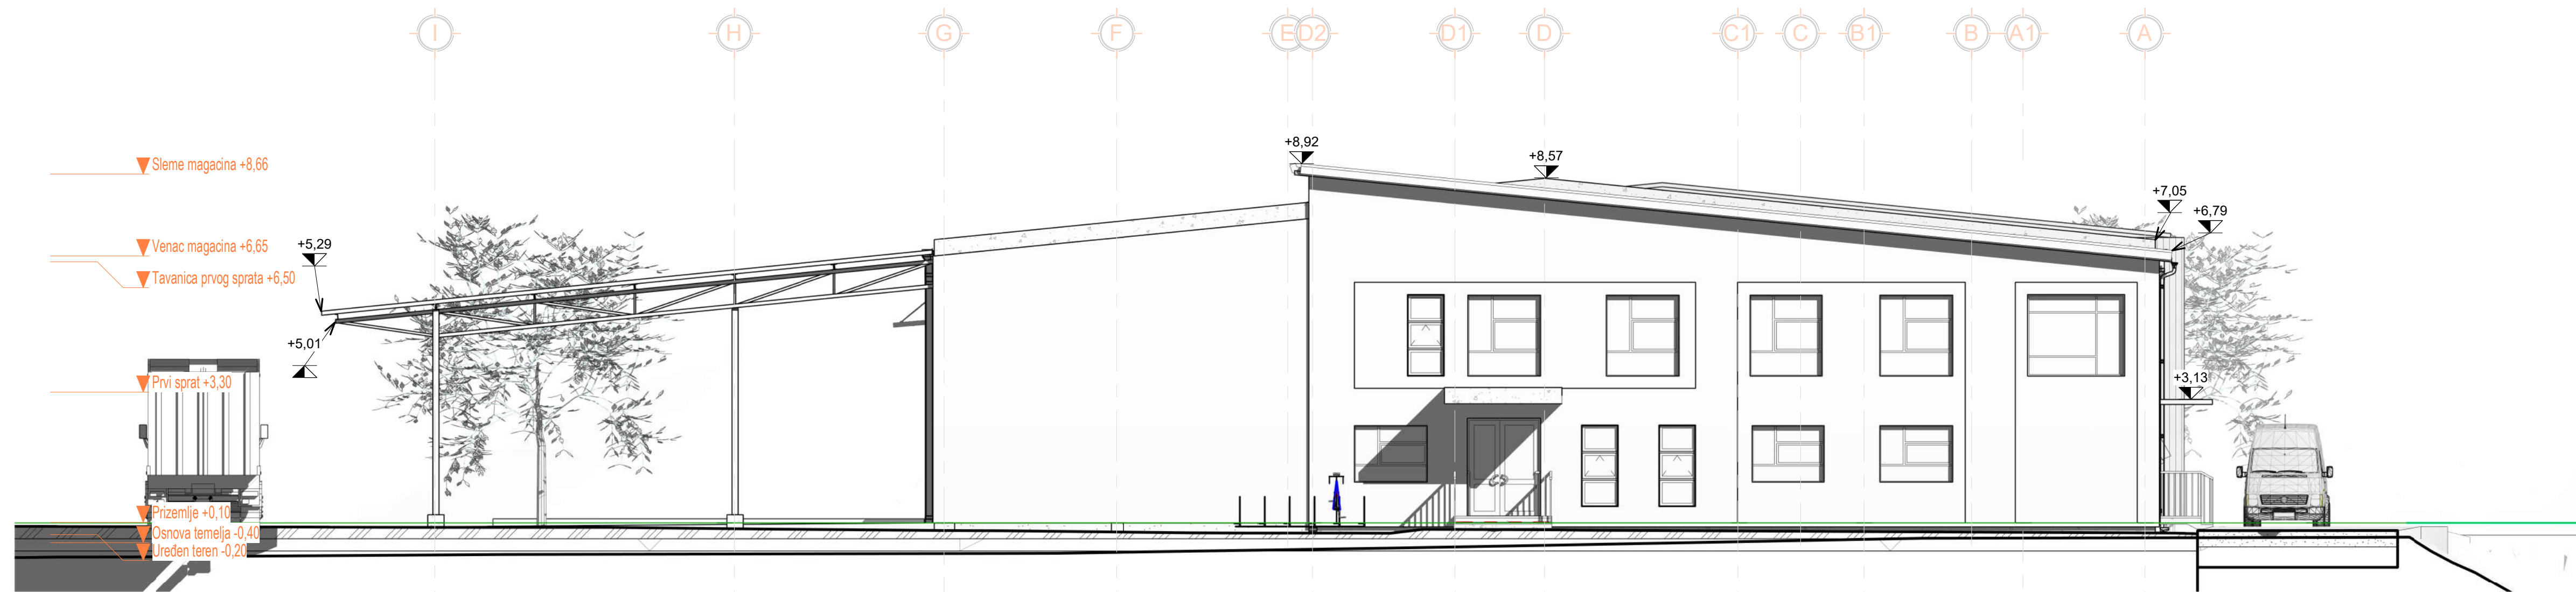 I H G F E D2 D1 D C1 C B1 B A1 A
+8,92
+8,57
Sleme magacina +8,66
+7,05
+6,79
Venac magacina +6,65
+5,29
Tavanica prvog sprata +6,50
+5,01
Prvi sprat +3,30
+3,13
Prizemlje +0,10
Osnova temelja -0,40
Uređen teren -0,20